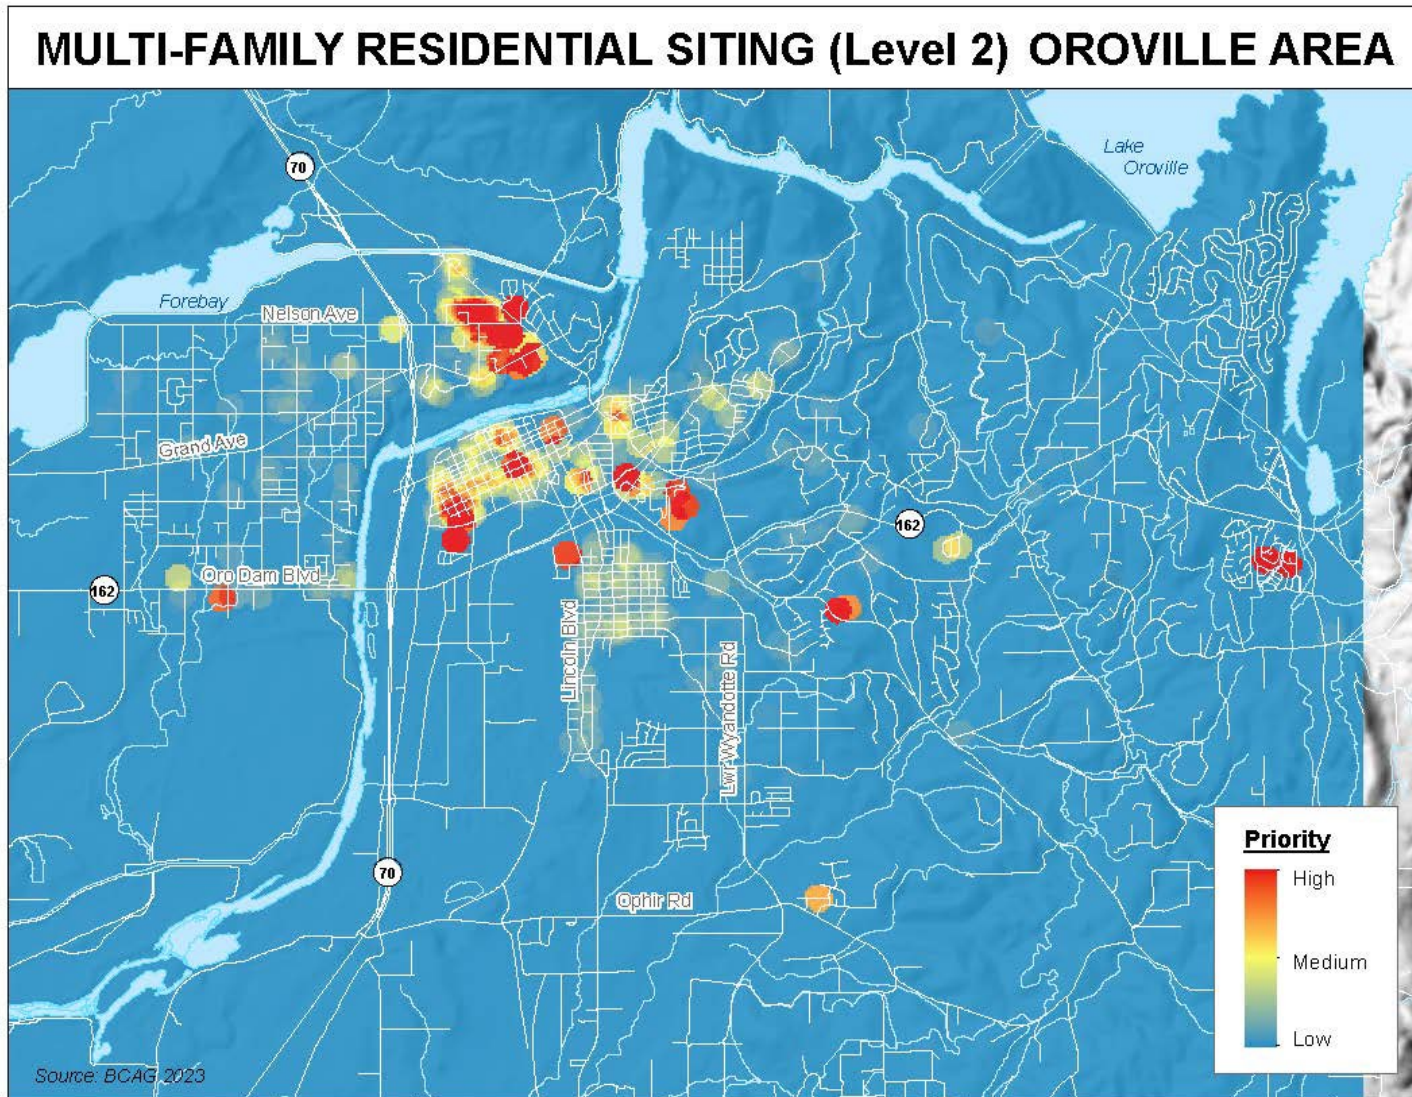 MULTI-FAMILY RESIDENTIAL SITING (Level 2) OROVILLE AREA
70
Lake
Oroville
Forebay
Nelson Ave
Grand Ave
162
162
Oro Dam Blvd
Lincoln Blvd
Lwr Wyandotte Rd
70
Ophir Rd
Priority
High
Medium
Low
Source: BCAG 2023